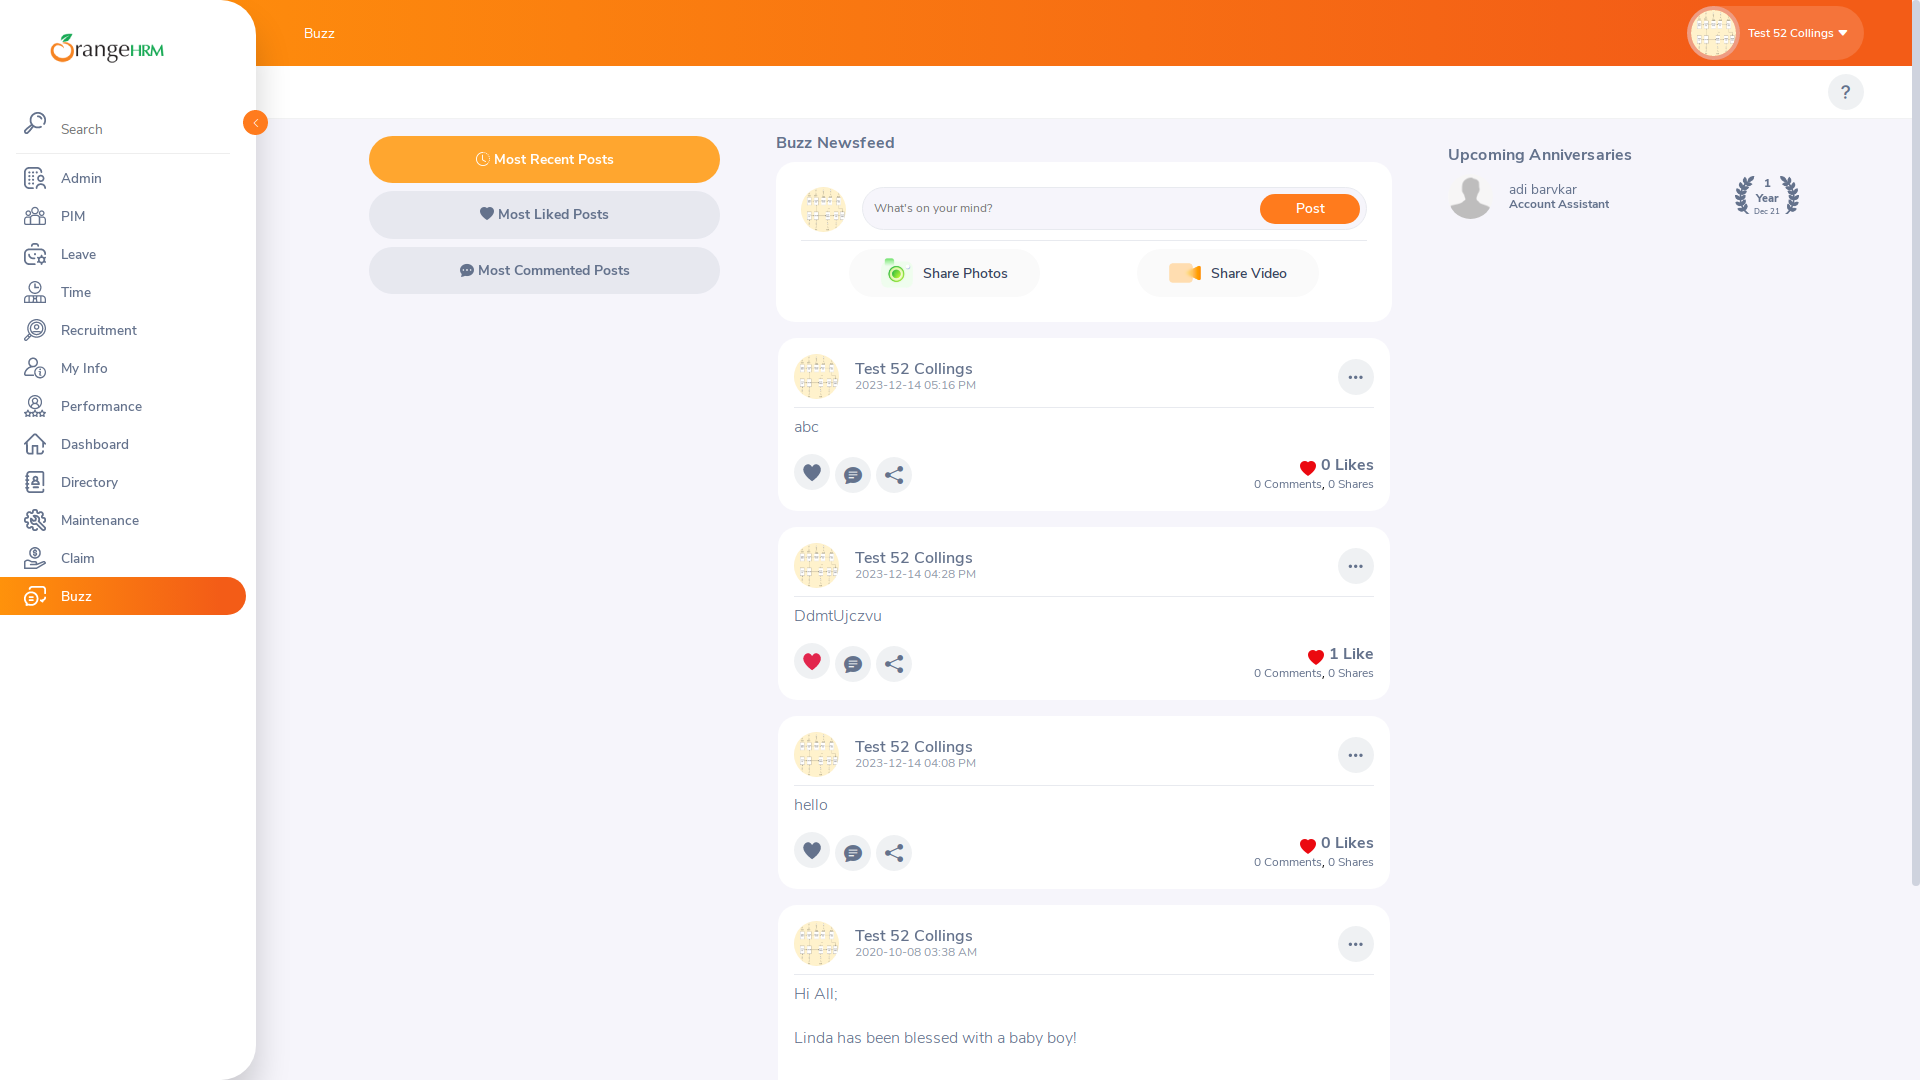 OrangeHRM
Search
Admin
PIM
Leave
Time
Recruitment
My Info
Performance
Dashboard
Directory
Maintenance
Claim
Buzz
Buzz
Test 52 Collings
?
Most Recent Posts
Most Liked Posts
Most Commented Posts
Buzz Newsfeed
What's on your mind?
Post
Share Photos
Share Video
Test 52 Collings
2023-12-14 05:16 PM
abc
0 Likes
0 Comments, 0 Shares
Test 52 Collings
2023-12-14 04:28 PM
DdmtUjczvu
1 Like
0 Comments, 0 Shares
Test 52 Collings
2023-12-14 04:08 PM
hello
0 Likes
0 Comments, 0 Shares
Test 52 Collings
2020-10-08 03:38 AM
Hi All;
Linda has been blessed with a baby boy!
Upcoming Anniversaries
adi barvkar
Account Assistant
1
Year
Dec 21